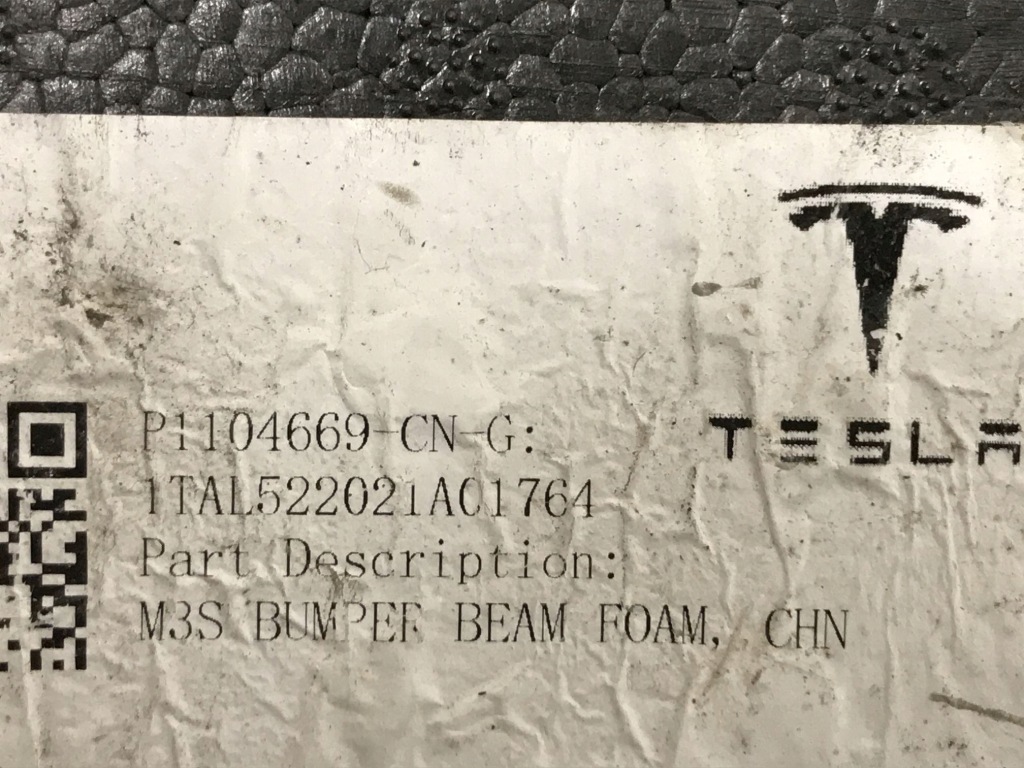 TESLA
P1104669-CN-G:
1TAL522021A01764
Part Description:
M3S BUMPER BEAM FOAM, CHN